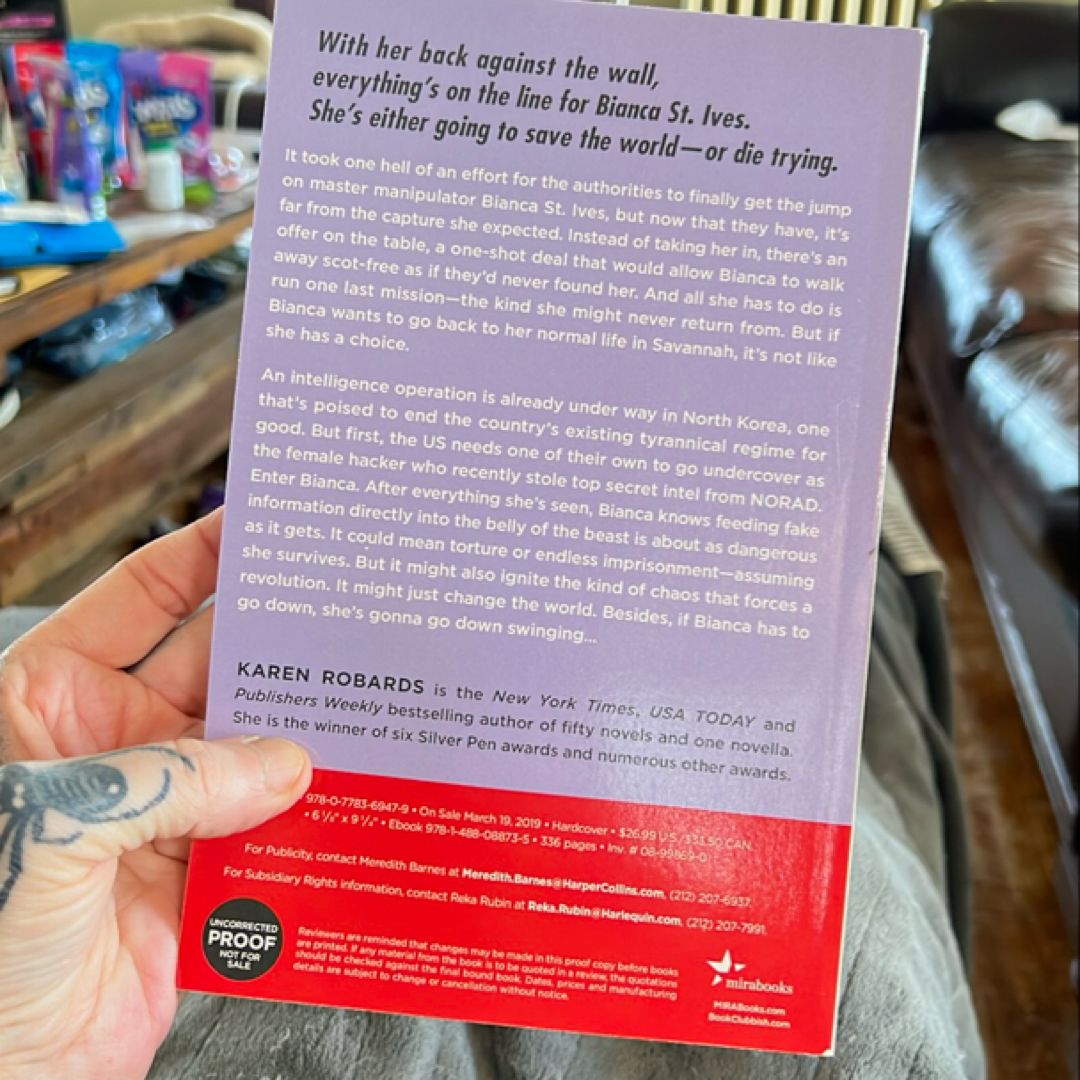 With her back against the wall,
everything's on the line for Bianca St. Ives.
She's either going to save the world—or die trying.
It took one hell of an effort for the authorities to finally get the jump
on master manipulator Bianca St. Ives, but now that they have, it's
far from the capture she expected. Instead of taking her in, there's an
offer on the table, a one-shot deal that would allow Bianca to walk
away scot-free as if they'd never found her. And all she has to do is
run one last mission—the kind she might never return from. But if
Bianca wants to go back to her normal life in Savannah, it's not like
she has a choice.
An intelligence operation is already under way in North Korea, one
that's poised to end the country's existing tyrannical regime for
good. But first, the US needs one of their own to go undercover as
the female hacker who recently stole top secret intel from NORAD.
Enter Bianca. After everything she's seen, Bianca knows feeding fake
information directly into the belly of the beast is about as dangerous
as it gets. It could mean torture or endless imprisonment—assuming
she survives. But it might also ignite the kind of chaos that forces a
revolution. It might just change the world. Besides, if Bianca has to
go down, she's gonna go down swinging...
KAREN ROBARDS is the New York Times, USA TODAY and
Publishers Weekly bestselling author of fifty novels and one novella.
She is the winner of six Silver Pen awards and numerous other awards.
978-0-7783-6947-9 • On Sale March 19, 2019 • Hardcover • $26.99 U.S./$33.50 CAN.
• 6 1/8" x 9 1/4" • Ebook 978-1-488-08873-5 • 336 pages • Inv. # 08-99869-0
For Publicity, contact Meredith Barnes at Meredith.Barnes@HarperCollins.com, (212) 207-6937.
For Subsidiary Rights information, contact Reka Rubin at Reka.Rubin@Harlequin.com, (212) 207-7991.
UNCORRECTED
PROOF
NOT FOR
SALE
Reviewers are reminded that changes may be made in this proof copy before books
are printed. If any material from the book is to be quoted in a review, the quotations
should be checked against the final bound book. Dates, prices and manufacturing
details are subject to change or cancellation without notice.
mirabooks
MIRABooks.com
BookClubbish.com